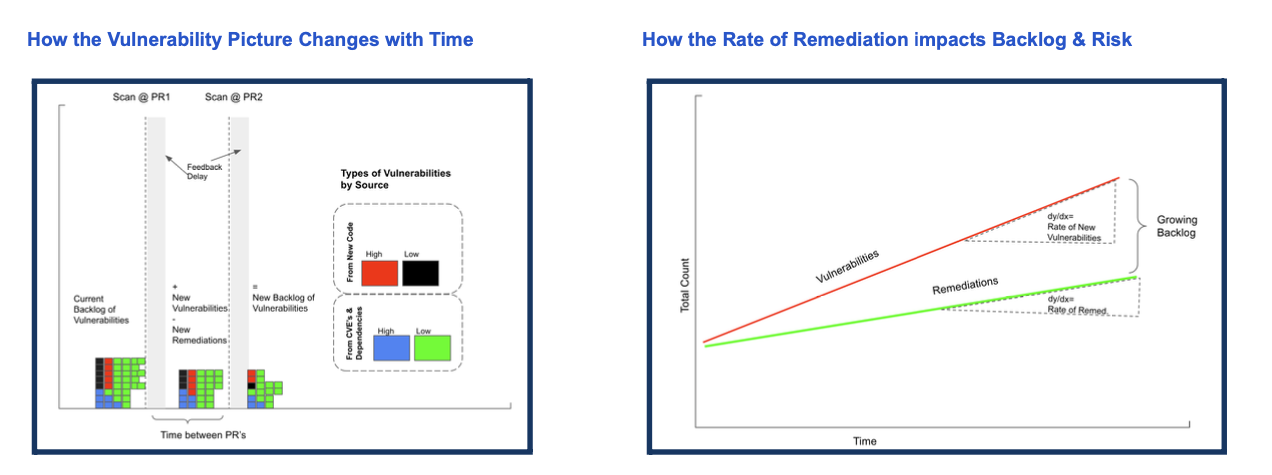 How the Vulnerability Picture Changes with Time
Scan @ PR1
Scan @ PR2
Feedback
Delay
Types of Vulnerabilities
by Source
From New Code
High
Low
From CVE's &
Dependencies
High
Low
Current
Backlog of
Vulnerabilities
+
New
Vulnerabilities
-
New
Remediations
=
New Backlog of
Vulnerabilities
Time between PR's
How the Rate of Remediation impacts Backlog & Risk
Total Count
Vulnerabilities
Remediations
dy/dx=
Rate of New
Vulnerabilities
dy/dx=
Rate of Remed.
Growing
Backlog
Time